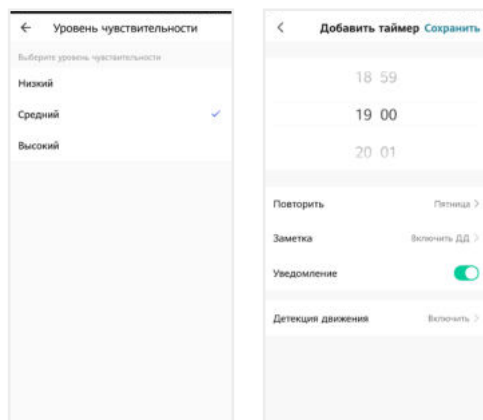 Уровень чувствительности
Выберите уровень чувствительности
Низкий
Средний
Высокий
Добавить таймер Сохранить
18 59
19 00
20 01
Повторить Пятница
Заметка Включить ДД
Уведомление
Детекция движения Включить